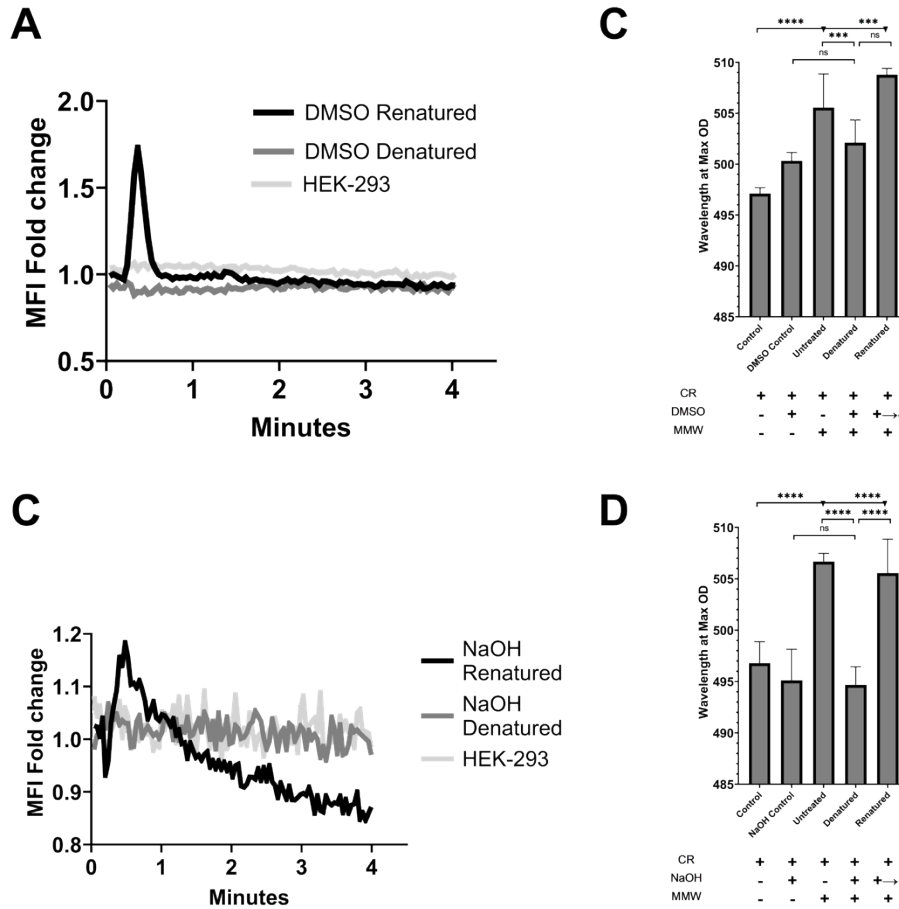 A
MFI Fold change
2.0
1.5
1.0
0.5
0 1 2 3 4
Minutes
DMSO Renatured
DMSO Denatured
HEK-293
C
**** ***
*** ns
ns
Wavelength at Max OD
510
505
500
495
490
485
Control DMSO Control Untreated Denatured Renatured
CR + + + + +
DMSO - + - + +→
MMW - - + + +
C
MFI Fold change
1.2
1.1
1.0
0.9
0.8
0 1 2 3 4
Minutes
NaOH
Renatured
NaOH
Denatured
HEK-293
D
**** ****
**** ****
ns
Wavelength at Max OD
510
505
500
495
490
485
Control NaOH Control Untreated Denatured Renatured
CR + + + + +
NaOH - + - + +→
MMW - - + + +